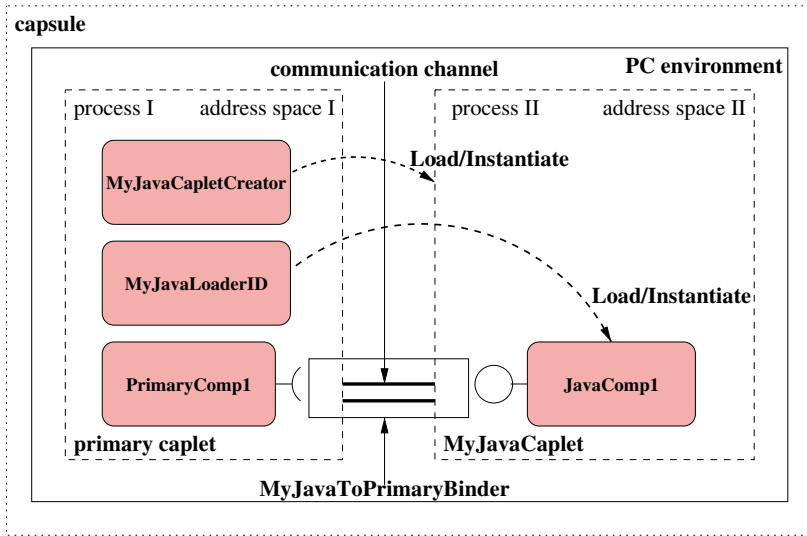 capsule
communication channel
PC environment
process I
address space I
process II
address space II
MyJavaCapletCreator
Load/Instantiate
MyJavaLoaderID
Load/Instantiate
PrimaryComp1
JavaComp1
primary caplet
MyJavaCaplet
MyJavaToPrimaryBinder